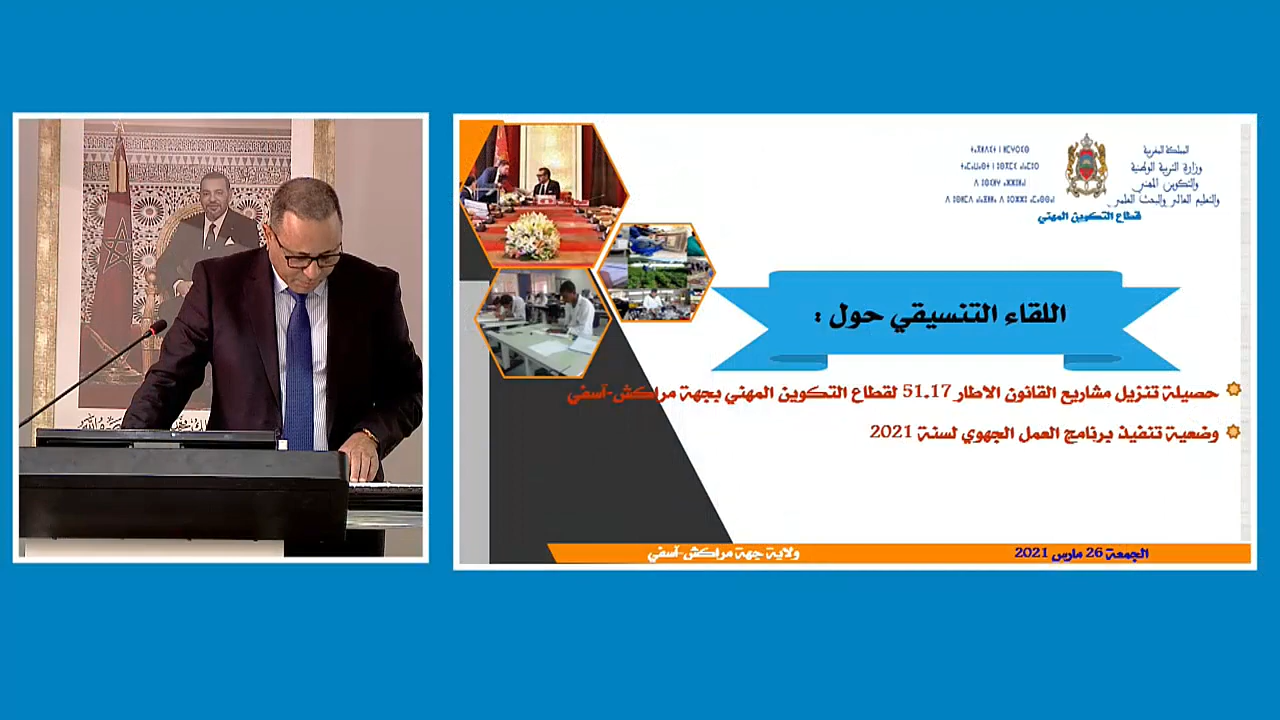 المملكة المغربية
وزارة التربية الوطنية
والتكوين المهني
والتعليم العالي والبحث العلمي
قطاع التكوين المهني
اللقاء التنسيقي حول :
حصيلة تنزيل مشاريع القانون الاطار 51.17 لقطاع التكوين المهني بجهة مراكش-آسفي
وضعية تنفيذ برنامج العمل الجهوي لسنة 2021
الجمعة 26 مارس 2021
ولاية جهة مراكش-آسفي